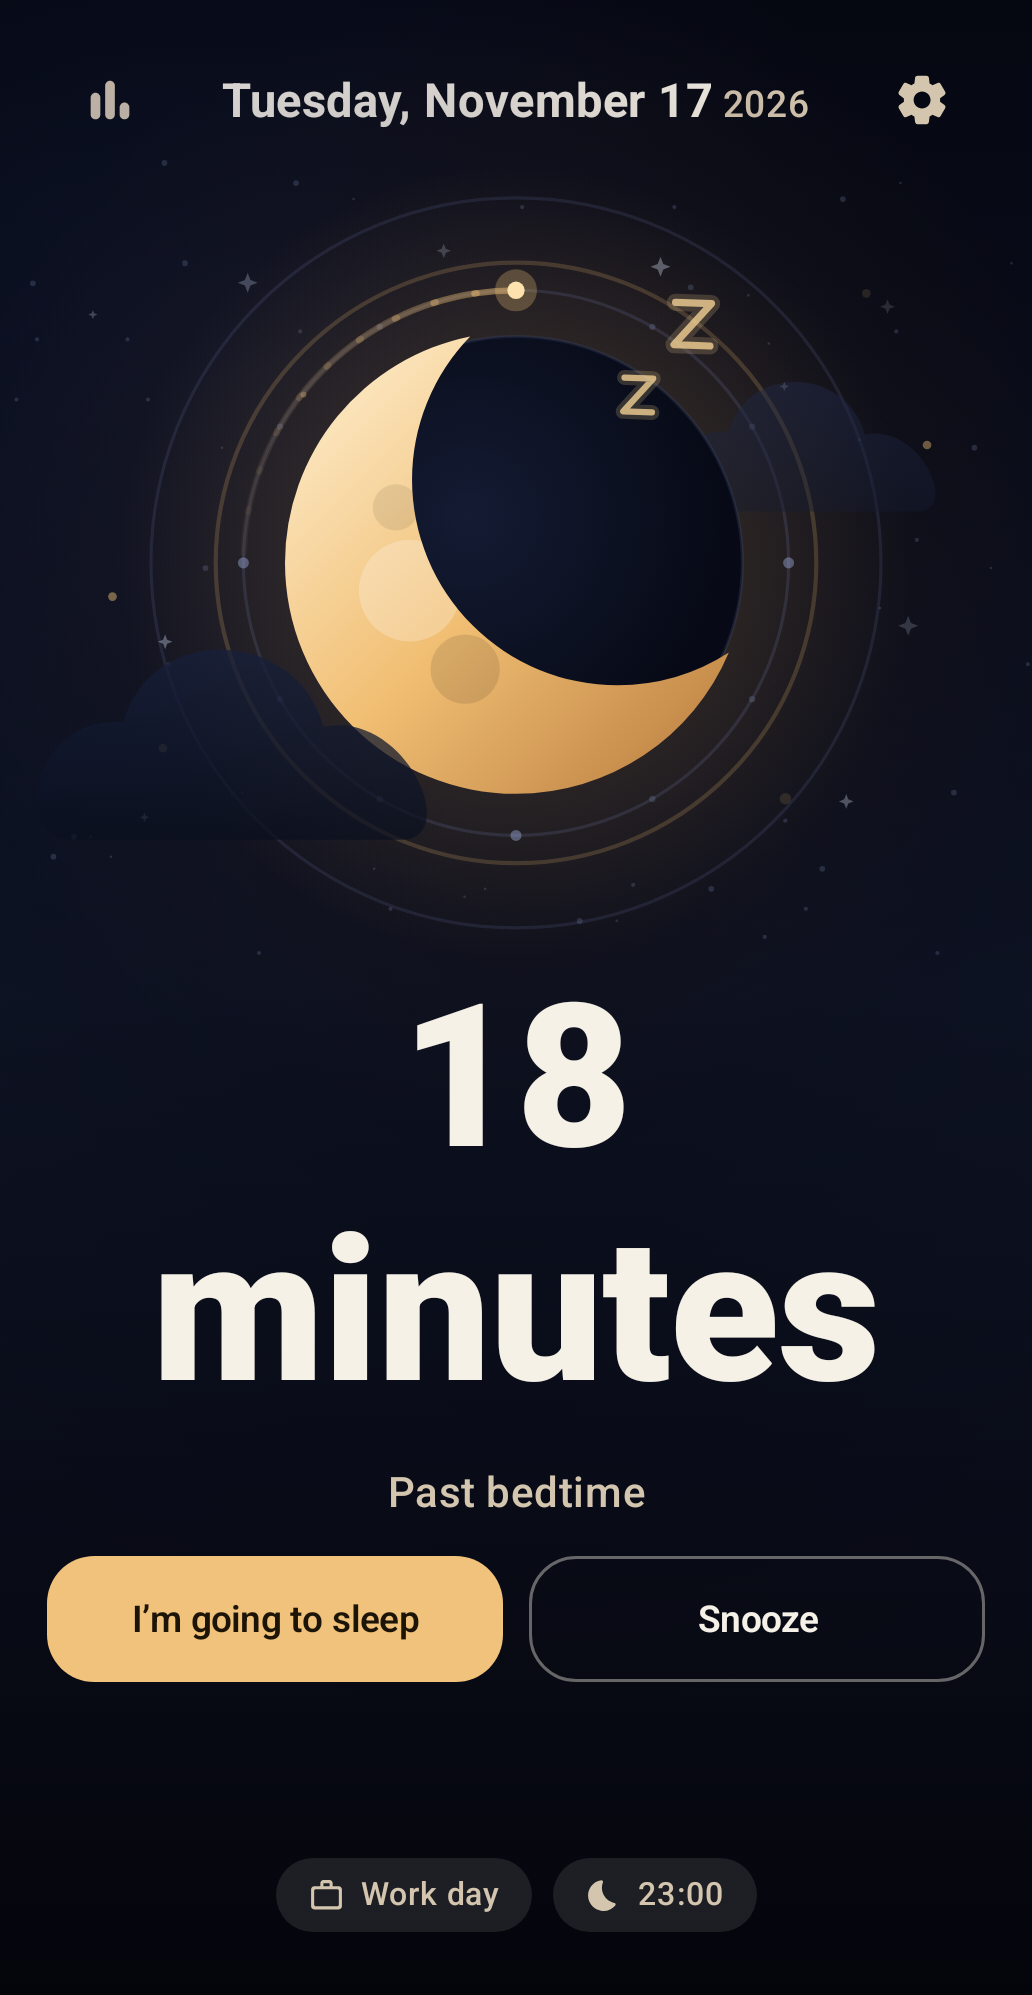 Tuesday, November 17 2026
Z
Z
18
minutes
Past bedtime
I’m going to sleep
Snooze
Work day
23:00